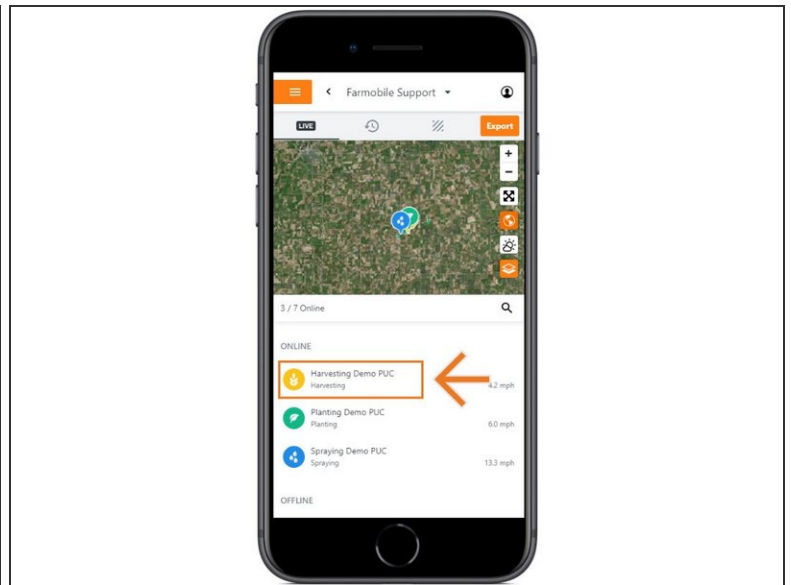 Farmobile Support
LIVE
Export
3 / 7 Online
ONLINE
Harvesting Demo PUC
Harvesting
4.2 mph
Planting Demo PUC
Planting
6.0 mph
Spraying Demo PUC
Spraying
13.3 mph
OFFLINE